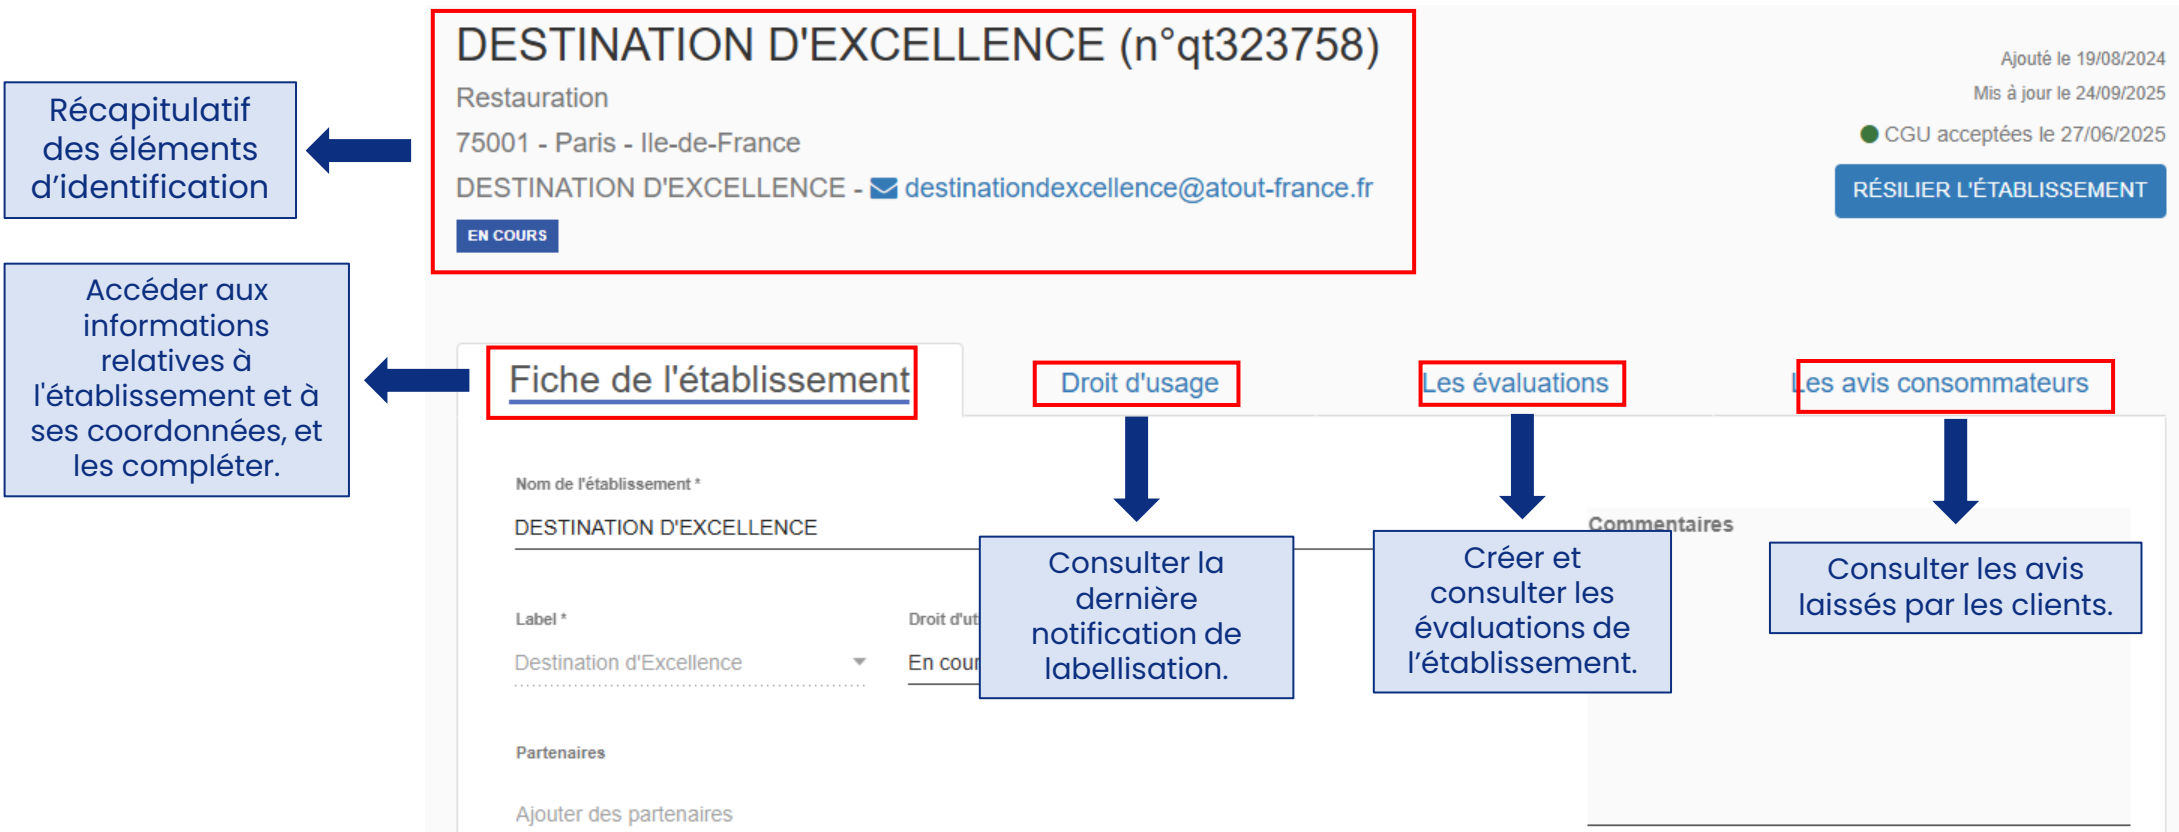 DESTINATION D'EXCELLENCE (n°qt323758)
Restauration
75001 - Paris - Ile-de-France
DESTINATION D'EXCELLENCE - destinationdexcellence@atout-france.fr
EN COURS
Ajouté le 19/08/2024
Mis à jour le 24/09/2025
CGU acceptées le 27/06/2025
RÉSILIER L'ÉTABLISSEMENT
Récapitulatif
des éléments
d’identification
Accéder aux
informations
relatives à
l'établissement et à
ses coordonnées, et
les compléter.
Fiche de l'établissement
Droit d'usage
Les évaluations
Les avis consommateurs
Nom de l'établissement *
DESTINATION D'EXCELLENCE
Commentaires
Consulter la
dernière
notification de
labellisation.
Créer et
consulter les
évaluations de
l’établissement.
Consulter les avis
laissés par les clients.
Label *
Destination d'Excellence
Droit d'ut
En cour
Partenaires
Ajouter des partenaires